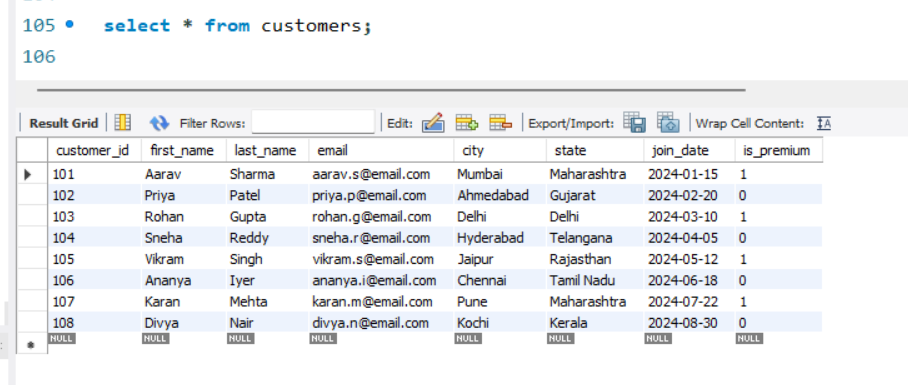 105 select * from customers;
106
Result Grid Filter Rows: Edit: Export/Import: Wrap Cell Content: IA
customer_id first_name last_name email city state join_date is_premium
101 Aarav Sharma aarav.s@email.com Mumbai Maharashtra 2024-01-15 1
102 Priya Patel priya.p@email.com Ahmedabad Gujarat 2024-02-20 0
103 Rohan Gupta rohan.g@email.com Delhi Delhi 2024-03-10 1
104 Sneha Reddy sneha.r@email.com Hyderabad Telangana 2024-04-05 0
105 Vikram Singh vikram.s@email.com Jaipur Rajasthan 2024-05-12 1
106 Ananya Iyer ananya.i@email.com Chennai Tamil Nadu 2024-06-18 0
107 Karan Mehta karan.m@email.com Pune Maharashtra 2024-07-22 1
108 Divya Nair divya.n@email.com Kochi Kerala 2024-08-30 0
NULL NULL NULL NULL NULL NULL NULL NULL